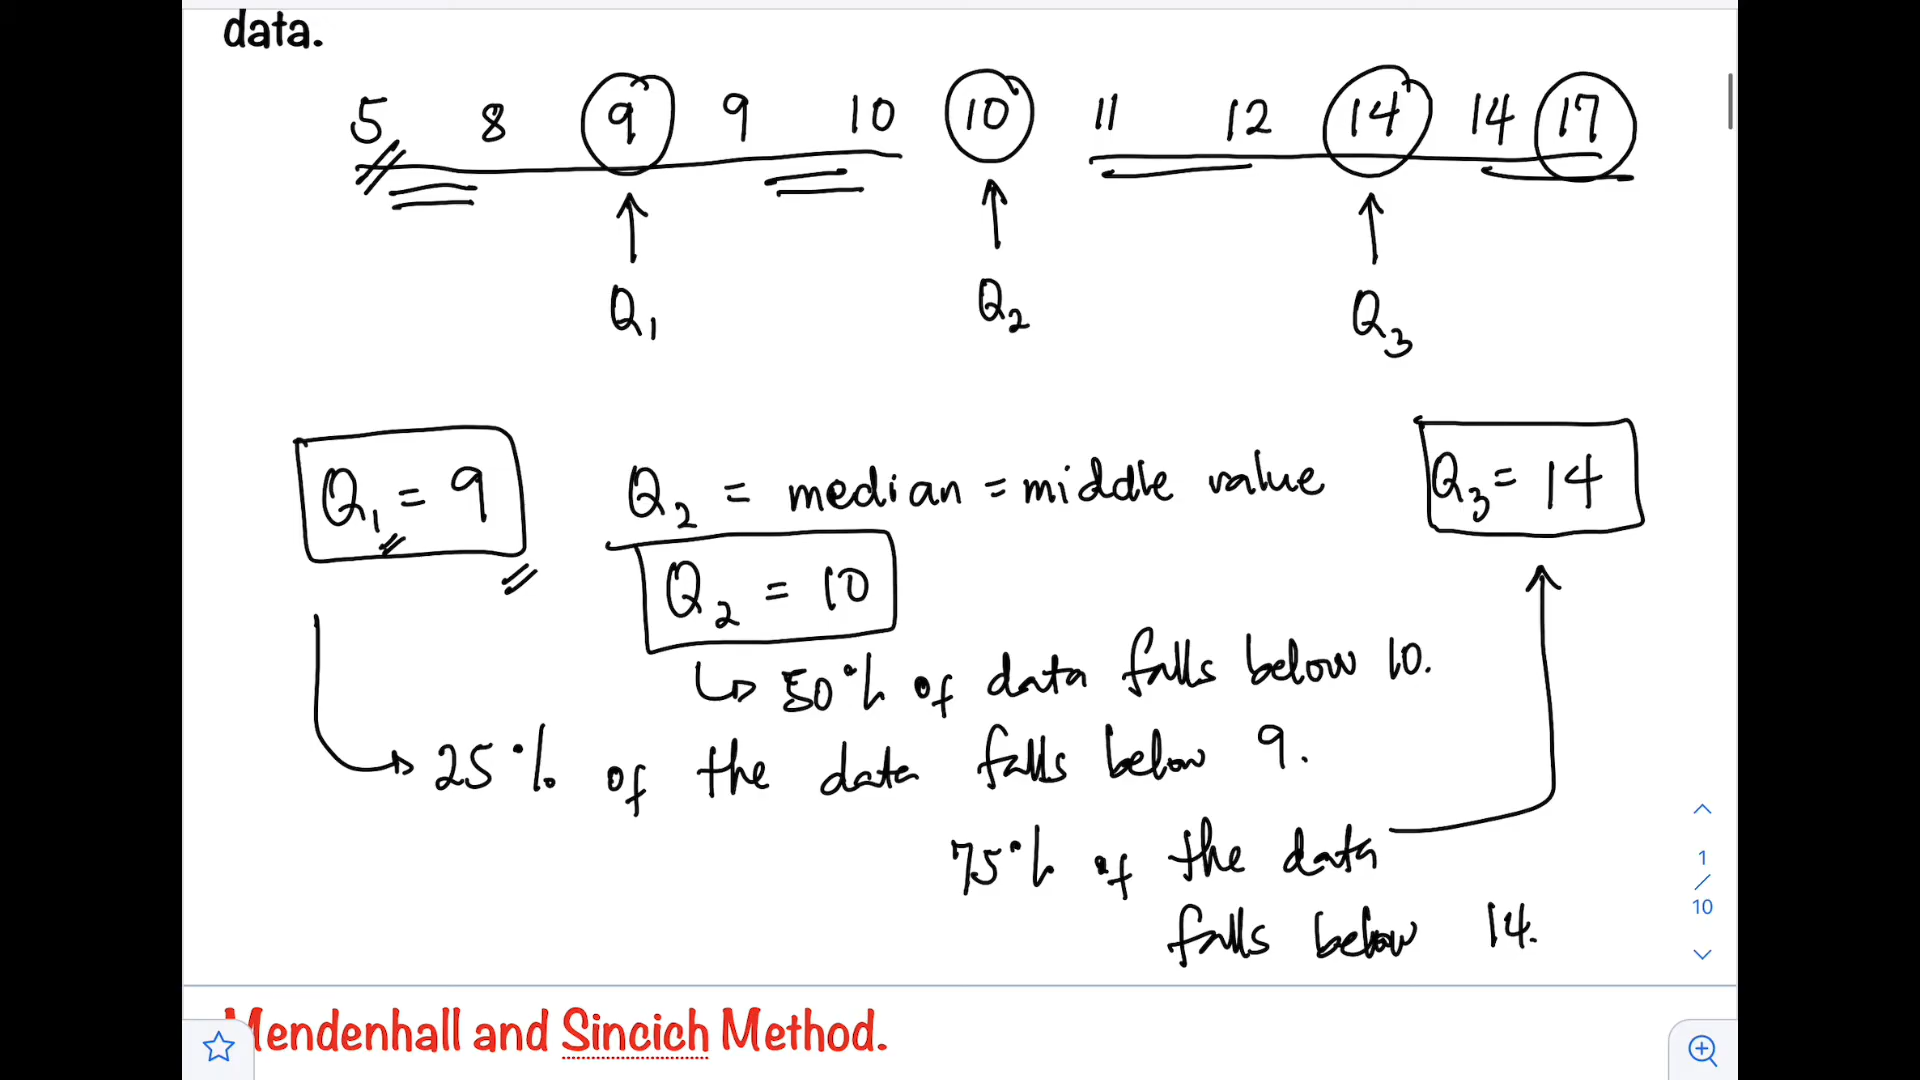 data.
5 8 9 9 10 10 11 12 14 14 17
Q₁ Q₂ Q₃
Q₁ = 9 Q₂ = median = middle value Q₃ = 14
Q₂ = 10
↳ 50% of data falls below 10.
→ 25% of the data falls below 9.
75% of the data
falls below 14.
1
/
10
Mendenhall and Sincich Method.